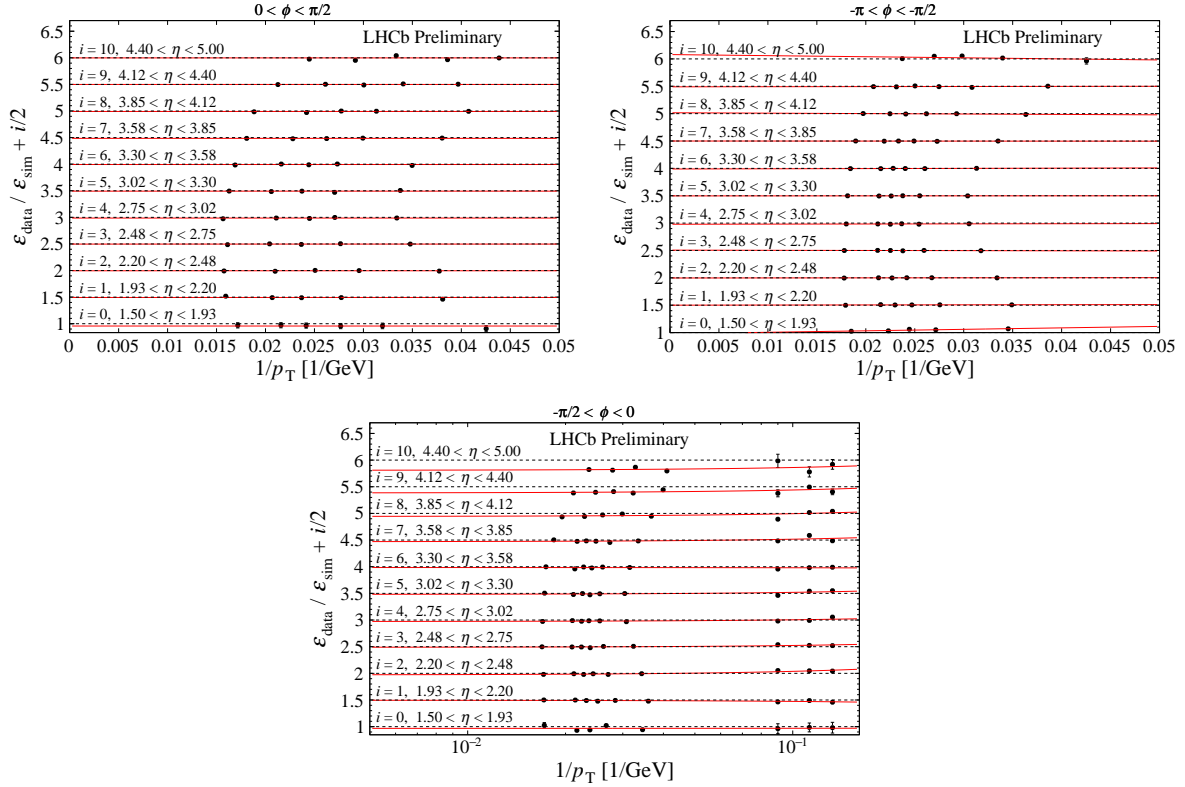 0 < ϕ < π/2
LHCb Preliminary
εdata / εsim + i/2
6.5
6
5.5
5
4.5
4
3.5
3
2.5
2
1.5
1
i = 10, 4.40 < η < 5.00
i = 9, 4.12 < η < 4.40
i = 8, 3.85 < η < 4.12
i = 7, 3.58 < η < 3.85
i = 6, 3.30 < η < 3.58
i = 5, 3.02 < η < 3.30
i = 4, 2.75 < η < 3.02
i = 3, 2.48 < η < 2.75
i = 2, 2.20 < η < 2.48
i = 1, 1.93 < η < 2.20
i = 0, 1.50 < η < 1.93
0 0.005 0.01 0.015 0.02 0.025 0.03 0.035 0.04 0.045 0.05
1/pT [1/GeV]
-π < ϕ < -π/2
LHCb Preliminary
εdata / εsim + i/2
6.5
6
5.5
5
4.5
4
3.5
3
2.5
2
1.5
1
i = 10, 4.40 < η < 5.00
i = 9, 4.12 < η < 4.40
i = 8, 3.85 < η < 4.12
i = 7, 3.58 < η < 3.85
i = 6, 3.30 < η < 3.58
i = 5, 3.02 < η < 3.30
i = 4, 2.75 < η < 3.02
i = 3, 2.48 < η < 2.75
i = 2, 2.20 < η < 2.48
i = 1, 1.93 < η < 2.20
i = 0, 1.50 < η < 1.93
0 0.005 0.01 0.015 0.02 0.025 0.03 0.035 0.04 0.045 0.05
1/pT [1/GeV]
-π/2 < ϕ < 0
LHCb Preliminary
εdata / εsim + i/2
6.5
6
5.5
5
4.5
4
3.5
3
2.5
2
1.5
1
i = 10, 4.40 < η < 5.00
i = 9, 4.12 < η < 4.40
i = 8, 3.85 < η < 4.12
i = 7, 3.58 < η < 3.85
i = 6, 3.30 < η < 3.58
i = 5, 3.02 < η < 3.30
i = 4, 2.75 < η < 3.02
i = 3, 2.48 < η < 2.75
i = 2, 2.20 < η < 2.48
i = 1, 1.93 < η < 2.20
i = 0, 1.50 < η < 1.93
10⁻² 10⁻¹
1/pT [1/GeV]